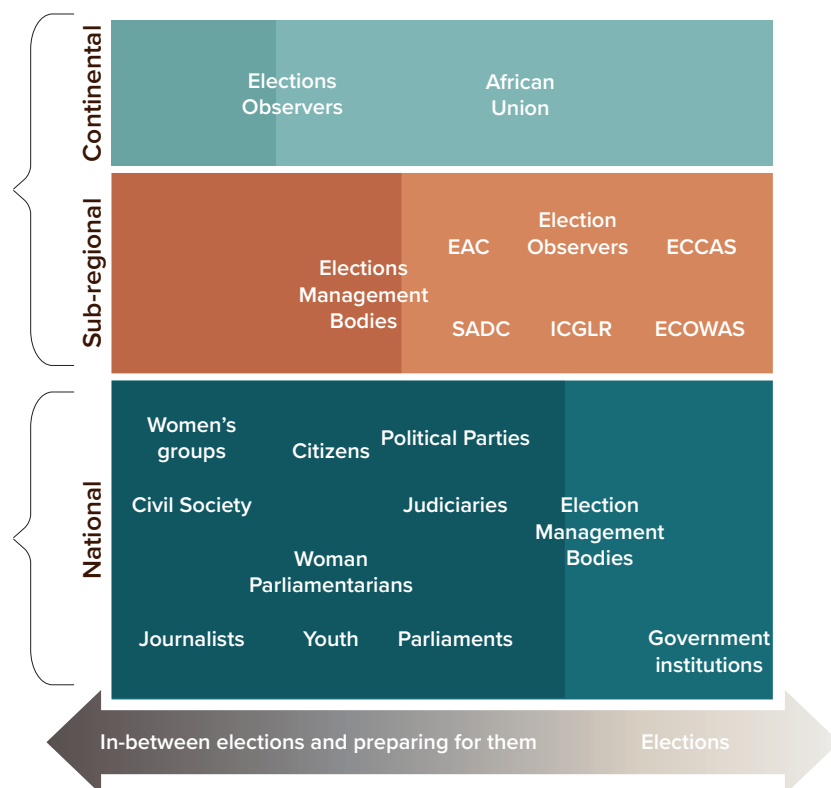 Continental
Elections
Observers
African
Union
Sub-regional
Elections
Management
Bodies
EAC
Election
Observers
ECCAS
SADC
ICGLR
ECOWAS
National
Women's
groups
Citizens
Political Parties
Civil Society
Judiciaries
Election
Management
Bodies
Woman
Parliamentarians
Journalists
Youth
Parliaments
Government
institutions
In-between elections and preparing for them
Elections